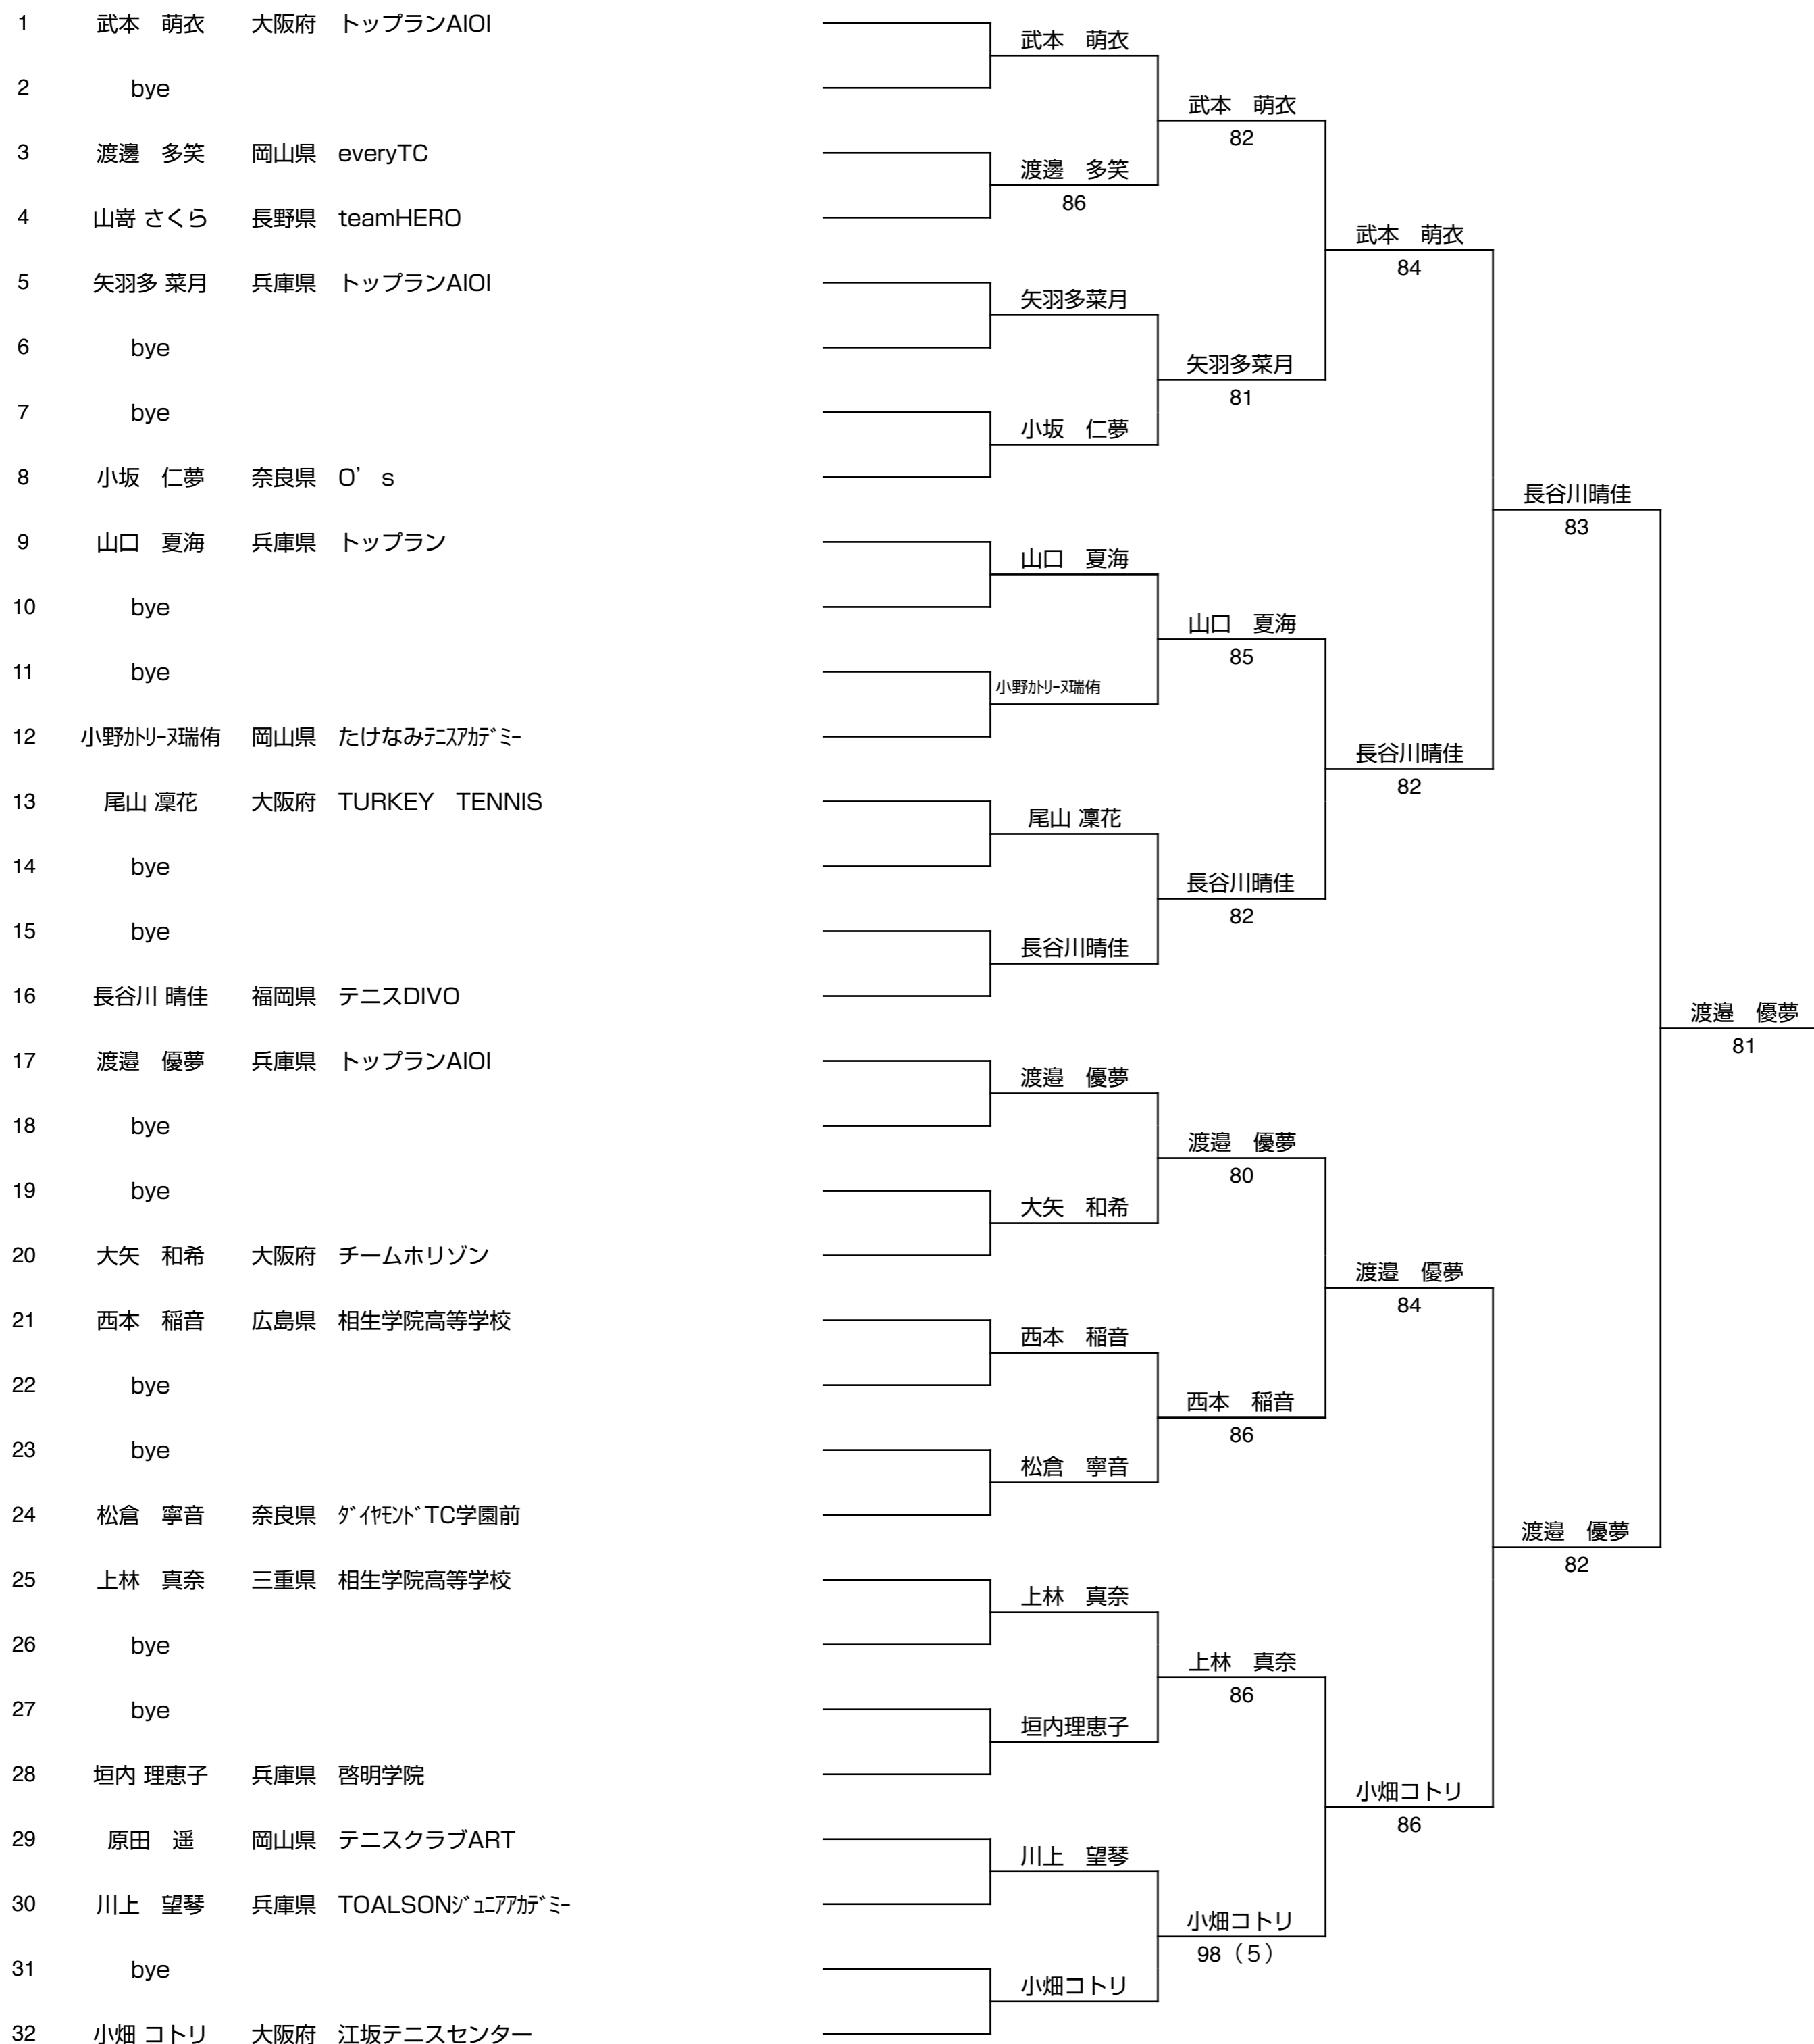 1 武本　萌衣 大阪府 トップランAIOI
武本　萌衣
2 bye
武本　萌衣
82
3 渡邊　多笑 岡山県 everyTC
渡邊　多笑
86
4 山嵜 さくら 長野県 teamHERO
武本　萌衣
84
5 矢羽多 菜月 兵庫県 トップランAIOI
矢羽多菜月
6 bye
矢羽多菜月
81
7 bye
小坂　仁夢
8 小坂　仁夢 奈良県 O’s
長谷川晴佳
83
9 山口　夏海 兵庫県 トップラン
山口　夏海
10 bye
山口　夏海
85
11 bye
小野ｶﾄﾘｰﾇ瑞侑
12 小野ｶﾄﾘｰﾇ瑞侑 岡山県 たけなみﾃﾆｽｱｶﾃﾞﾐｰ
長谷川晴佳
82
13 尾山 凜花 大阪府 TURKEY　TENNIS
尾山 凜花
14 bye
長谷川晴佳
82
15 bye
長谷川晴佳
16 長谷川 晴佳 福岡県 テニスDIVO
渡邉　優夢
81
17 渡邉　優夢 兵庫県 トップランAIOI
渡邉　優夢
18 bye
渡邉　優夢
80
19 bye
大矢　和希
20 大矢　和希 大阪府 チームホリゾン
渡邉　優夢
84
21 西本　稲音 広島県 相生学院高等学校
西本　稲音
22 bye
西本　稲音
86
23 bye
松倉　寧音
24 松倉　寧音 奈良県 ﾀﾞｲﾔﾓﾝﾄﾞTC学園前
渡邉　優夢
82
25 上林　真奈 三重県 相生学院高等学校
上林　真奈
26 bye
上林　真奈
86
27 bye
垣内理恵子
28 垣内 理恵子 兵庫県 啓明学院
小畑コトリ
86
29 原田　遥 岡山県 テニスクラブART
川上　望琴
30 川上　望琴 兵庫県 TOALSONｼﾞｭﾆｱｱｶﾃﾞﾐｰ
小畑コトリ
98（５）
31 bye
小畑コトリ
32 小畑 コトリ 大阪府 江坂テニスセンター